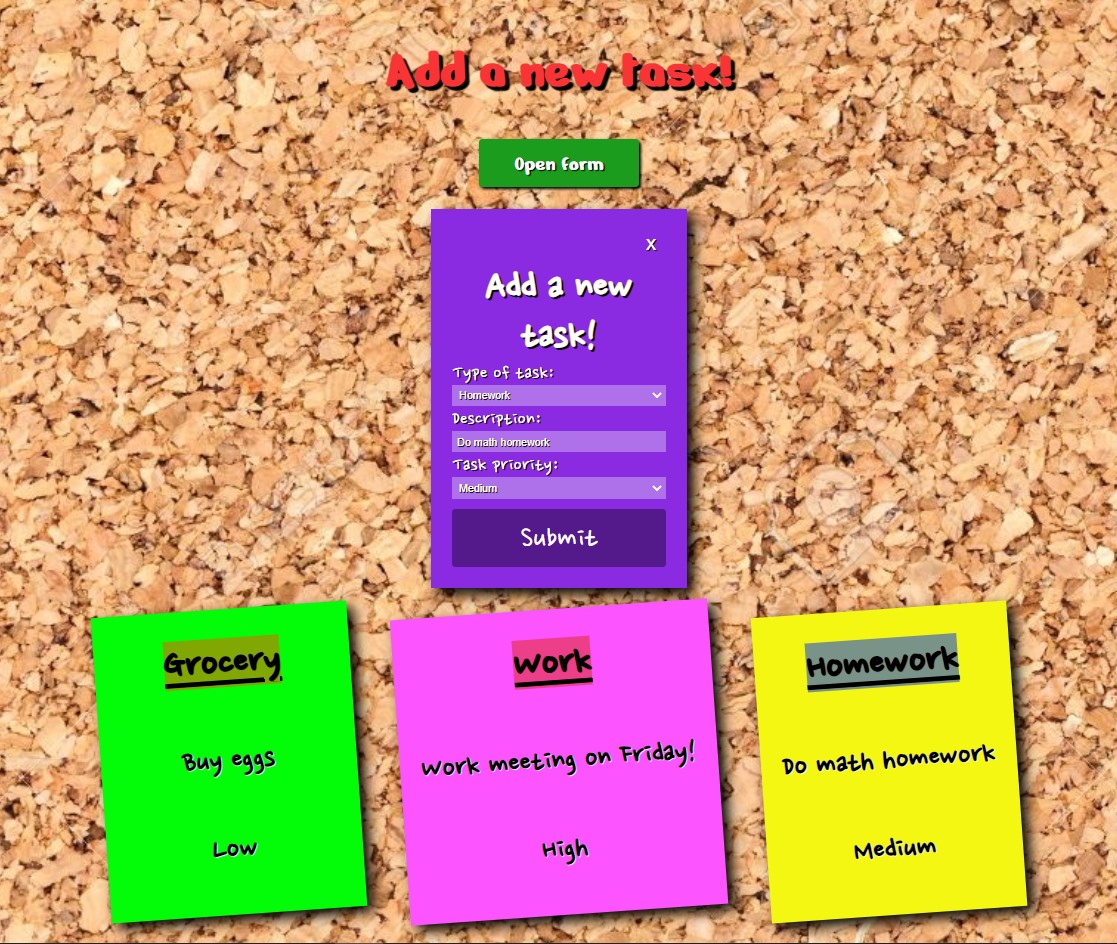 Add a new task!
Open form
X
Add a new
task!
Type of task:
Homework
Description:
Do math homework
Task priority:
Medium
Submit
Grocery
Buy eggs
Low
Work
Work meeting on Friday!
High
Homework
Do math homework
Medium